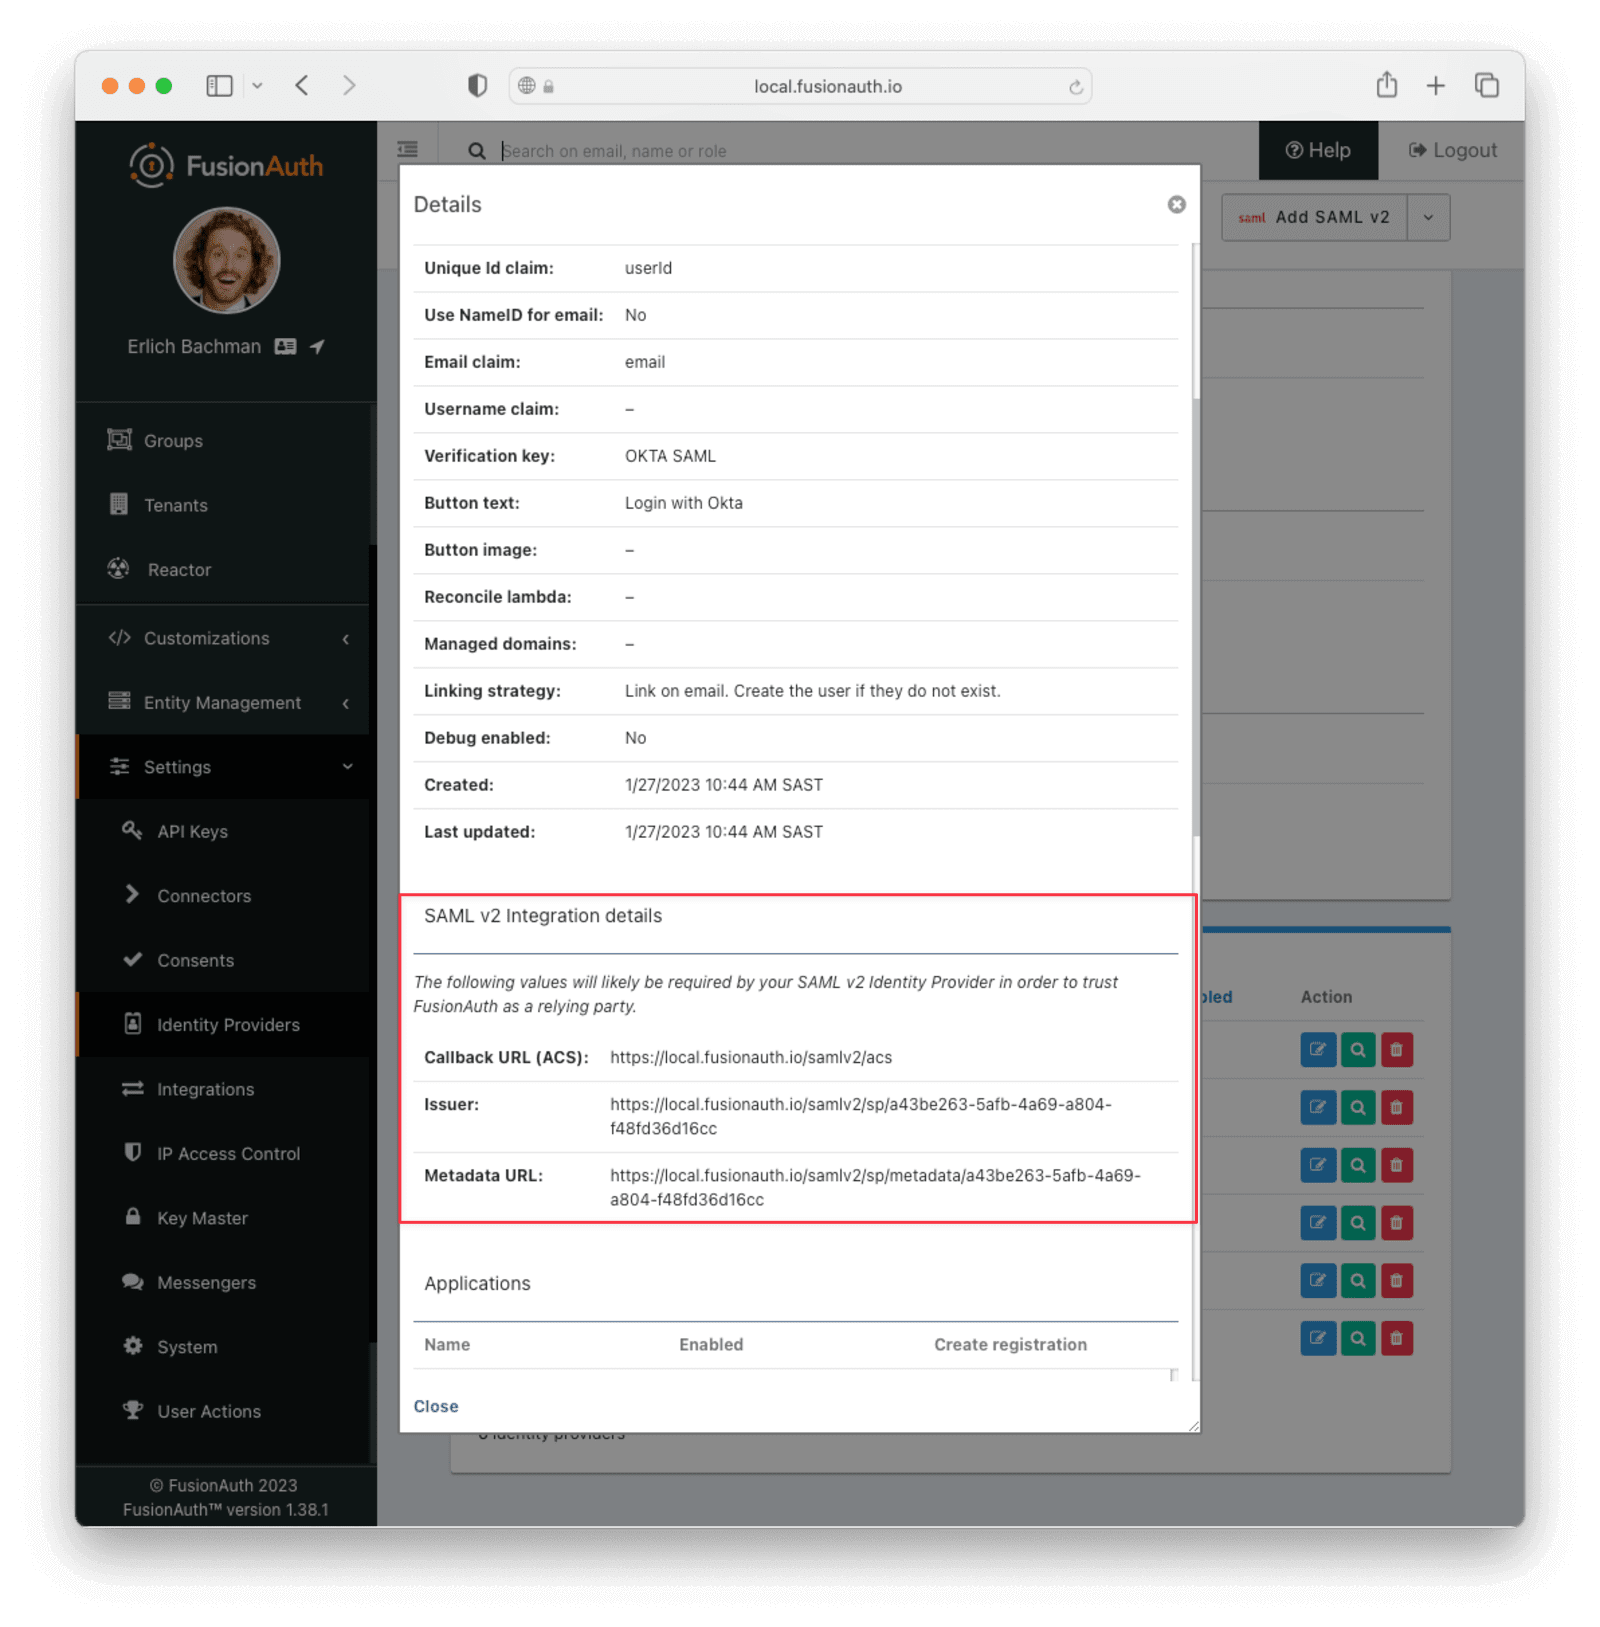 local.fusionauth.io
FusionAuth
Erlich Bachman
Groups
Tenants
Reactor
Customizations
Entity Management
Settings
API Keys
Connectors
Consents
Identity Providers
Integrations
IP Access Control
Key Master
Messengers
System
User Actions
© FusionAuth 2023
FusionAuth™ version 1.38.1
Search on email, name or role
Help
Logout
saml Add SAML v2
Details
Unique Id claim: userId
Use NameID for email: No
Email claim: email
Username claim: –
Verification key: OKTA SAML
Button text: Login with Okta
Button image: –
Reconcile lambda: –
Managed domains: –
Linking strategy: Link on email. Create the user if they do not exist.
Debug enabled: No
Created: 1/27/2023 10:44 AM SAST
Last updated: 1/27/2023 10:44 AM SAST
SAML v2 Integration details
The following values will likely be required by your SAML v2 Identity Provider in order to trust
FusionAuth as a relying party.
Callback URL (ACS): https://local.fusionauth.io/samlv2/acs
Issuer: https://local.fusionauth.io/samlv2/sp/a43be263-5afb-4a69-a804-
f48fd36d16cc
Metadata URL: https://local.fusionauth.io/samlv2/sp/metadata/a43be263-5afb-4a69-
a804-f48fd36d16cc
Applications
Name Enabled Create registration
Close
Action
identity providers